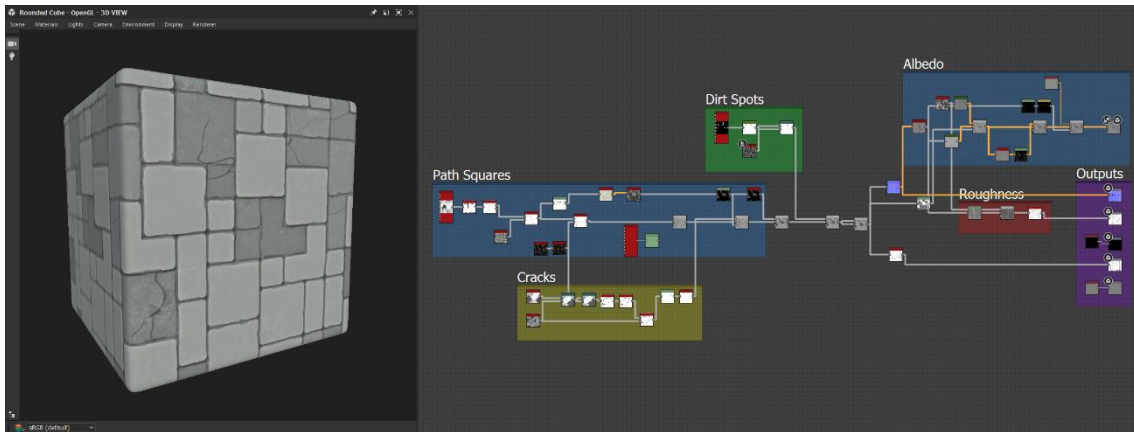 Rounded Cube - OpenGL - 3D VIEW
Scene Materials Lights Camera Environment Display Renderer
Albedo
Dirt Spots
Path Squares
Outputs
Roughness
Cracks
sRGB (default)